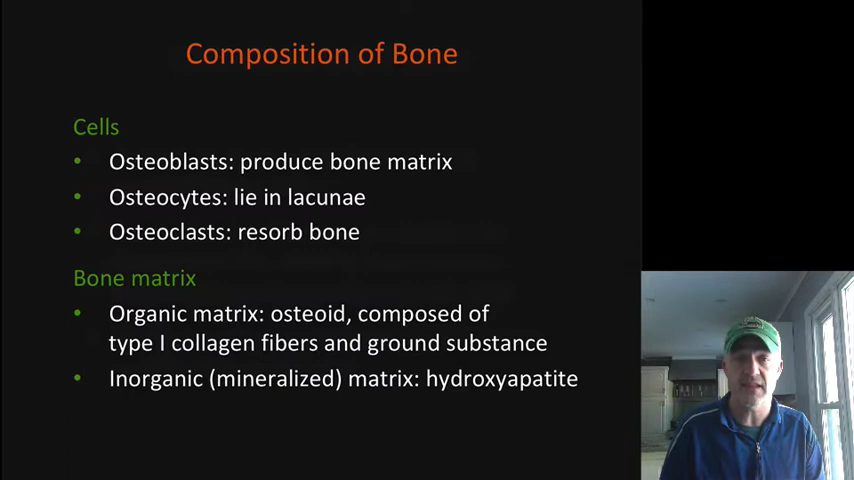 Composition of Bone
Cells
• Osteoblasts: produce bone matrix
• Osteocytes: lie in lacunae
• Osteoclasts: resorb bone
Bone matrix
• Organic matrix: osteoid, composed of
type I collagen fibers and ground substance
• Inorganic (mineralized) matrix: hydroxyapatite